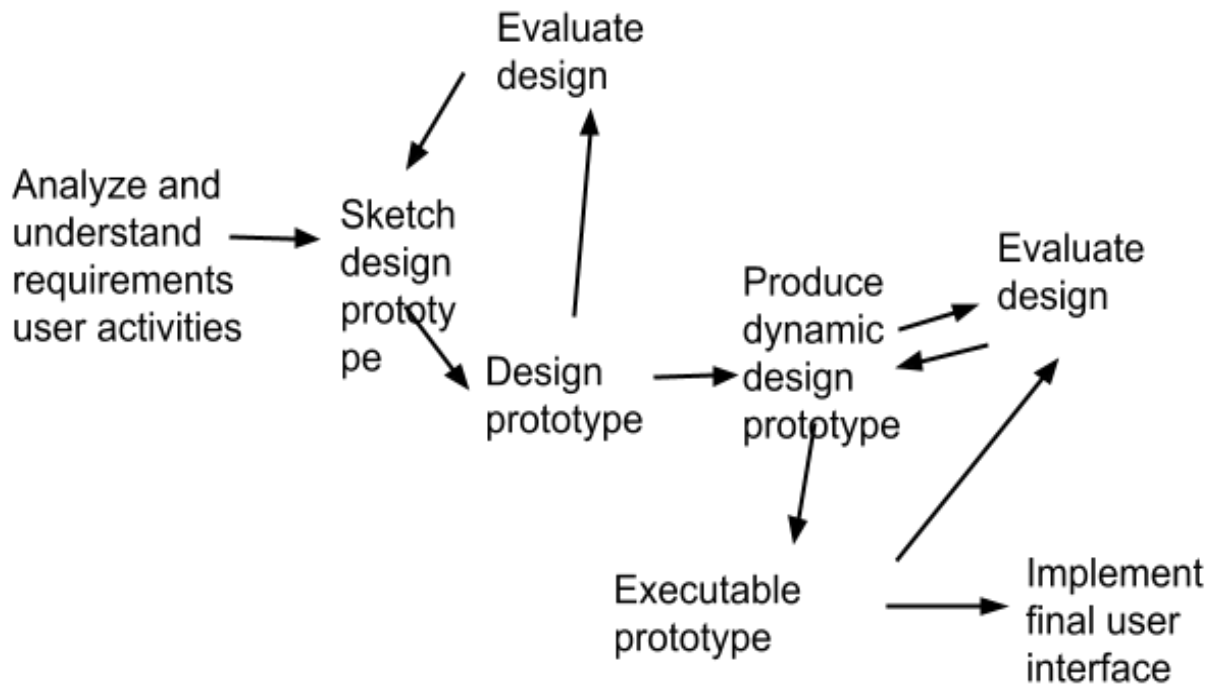 Evaluate
design
Analyze and
understand
requirements
user activities
Sketch
design
prototy
pe
Design
prototype
Produce
dynamic
design
prototype
Evaluate
design
Executable
prototype
Implement
final user
interface